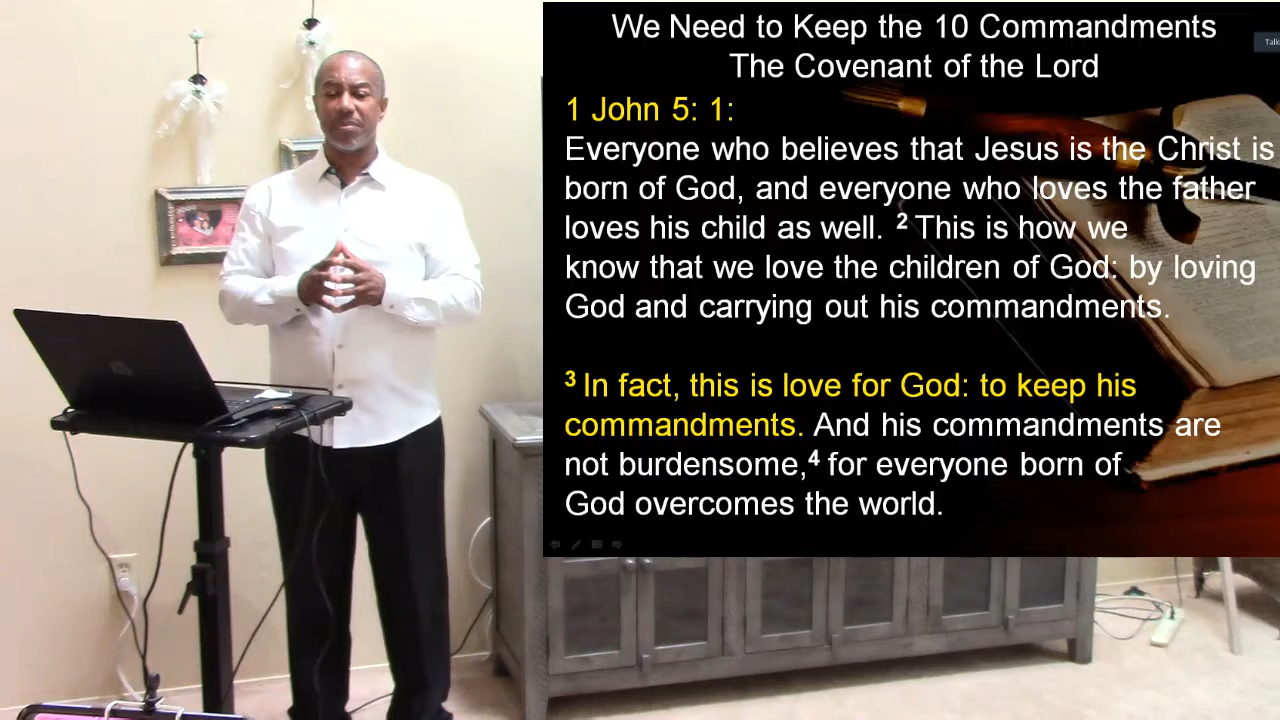 We Need to Keep the 10 Commandments
The Covenant of the Lord
1 John 5: 1:
Everyone who believes that Jesus is the Christ is
born of God, and everyone who loves the father
loves his child as well. 2 This is how we
know that we love the children of God: by loving
God and carrying out his commandments.
3 In fact, this is love for God: to keep his
commandments. And his commandments are
not burdensome,4 for everyone born of
God overcomes the world.